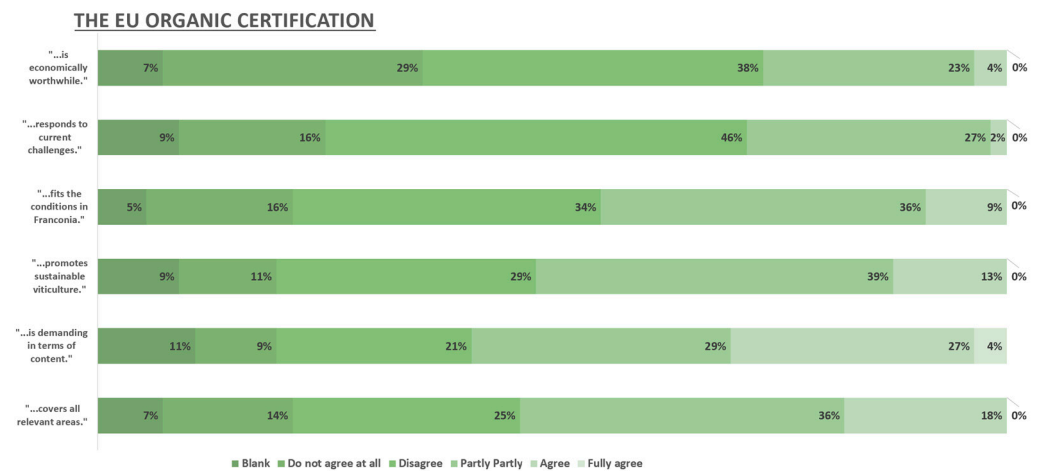 THE EU ORGANIC CERTIFICATION
"...is
economically
worthwhile."
7% 29% 38% 23% 4% 0%
"...responds to
current
challenges."
9% 16% 46% 27% 2% 0%
"...fits the
conditions in
Franconia."
5% 16% 34% 36% 9% 0%
"...promotes
sustainable
viticulture."
9% 11% 29% 39% 13% 0%
"...is demanding
in terms of
content."
11% 9% 21% 29% 27% 4%
"...covers all
relevant areas."
7% 14% 25% 36% 18% 0%
Blank Do not agree at all Disagree Partly Partly Agree Fully agree